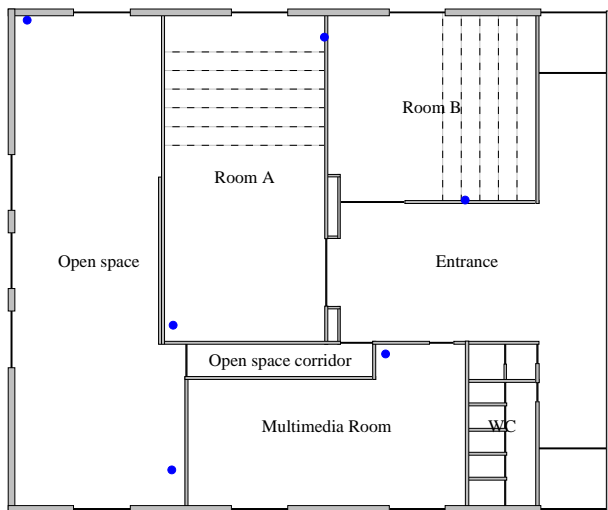 Room B
Room A
Open space
Entrance
Open space corridor
Multimedia Room
WC